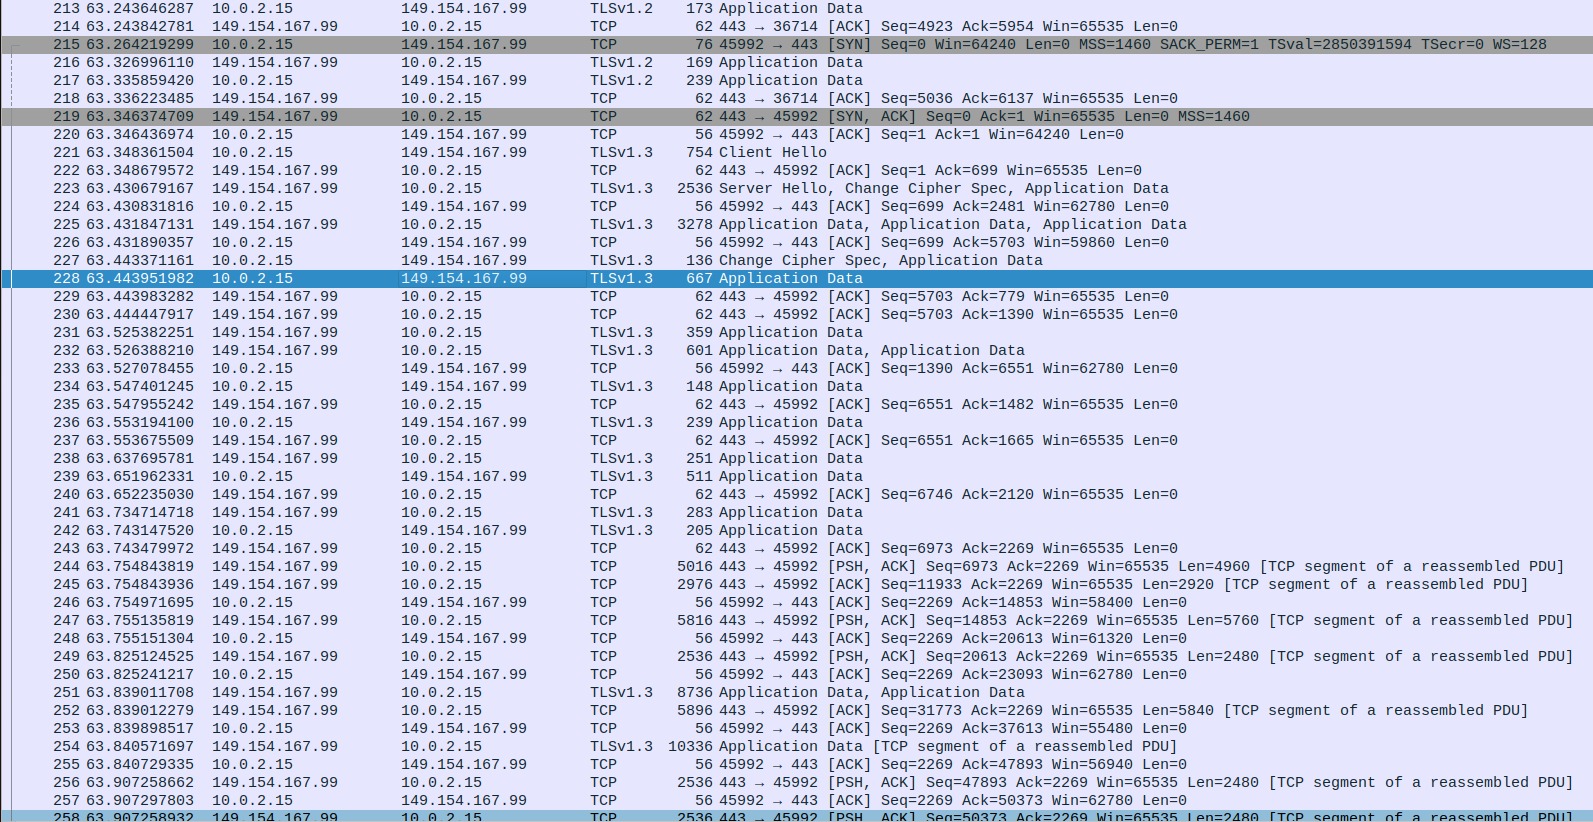 213 63.243646287 10.0.2.15 149.154.167.99 TLSv1.2 173 Application Data
214 63.243842781 149.154.167.99 10.0.2.15 TCP 62 443 → 36714 [ACK] Seq=4923 Ack=5954 Win=65535 Len=0
215 63.264219299 10.0.2.15 149.154.167.99 TCP 76 45992 → 443 [SYN] Seq=0 Win=64240 Len=0 MSS=1460 SACK_PERM=1 TSval=2850391594 TSecr=0 WS=128
216 63.326996110 149.154.167.99 10.0.2.15 TLSv1.2 169 Application Data
217 63.335859420 10.0.2.15 149.154.167.99 TLSv1.2 239 Application Data
218 63.336223485 149.154.167.99 10.0.2.15 TCP 62 443 → 36714 [ACK] Seq=5036 Ack=6137 Win=65535 Len=0
219 63.346374709 149.154.167.99 10.0.2.15 TCP 62 443 → 45992 [SYN, ACK] Seq=0 Ack=1 Win=65535 Len=0 MSS=1460
220 63.346436974 10.0.2.15 149.154.167.99 TCP 56 45992 → 443 [ACK] Seq=1 Ack=1 Win=64240 Len=0
221 63.348361504 10.0.2.15 149.154.167.99 TLSv1.3 754 Client Hello
222 63.348679572 149.154.167.99 10.0.2.15 TCP 62 443 → 45992 [ACK] Seq=1 Ack=699 Win=65535 Len=0
223 63.430679167 149.154.167.99 10.0.2.15 TLSv1.3 2536 Server Hello, Change Cipher Spec, Application Data
224 63.430831816 10.0.2.15 149.154.167.99 TCP 56 45992 → 443 [ACK] Seq=699 Ack=2481 Win=62780 Len=0
225 63.431847131 149.154.167.99 10.0.2.15 TLSv1.3 3278 Application Data, Application Data, Application Data
226 63.431890357 10.0.2.15 149.154.167.99 TCP 56 45992 → 443 [ACK] Seq=699 Ack=5703 Win=59860 Len=0
227 63.443371161 10.0.2.15 149.154.167.99 TLSv1.3 136 Change Cipher Spec, Application Data
228 63.443951982 10.0.2.15 149.154.167.99 TLSv1.3 667 Application Data
229 63.443983282 149.154.167.99 10.0.2.15 TCP 62 443 → 45992 [ACK] Seq=5703 Ack=779 Win=65535 Len=0
230 63.444447917 149.154.167.99 10.0.2.15 TCP 62 443 → 45992 [ACK] Seq=5703 Ack=1390 Win=65535 Len=0
231 63.525382251 149.154.167.99 10.0.2.15 TLSv1.3 359 Application Data
232 63.526388210 149.154.167.99 10.0.2.15 TLSv1.3 601 Application Data, Application Data
233 63.527078455 10.0.2.15 149.154.167.99 TCP 56 45992 → 443 [ACK] Seq=1390 Ack=6551 Win=62780 Len=0
234 63.547401245 10.0.2.15 149.154.167.99 TLSv1.3 148 Application Data
235 63.547955242 149.154.167.99 10.0.2.15 TCP 62 443 → 45992 [ACK] Seq=6551 Ack=1482 Win=65535 Len=0
236 63.553194100 10.0.2.15 149.154.167.99 TLSv1.3 239 Application Data
237 63.553675509 149.154.167.99 10.0.2.15 TCP 62 443 → 45992 [ACK] Seq=6551 Ack=1665 Win=65535 Len=0
238 63.637695781 149.154.167.99 10.0.2.15 TLSv1.3 251 Application Data
239 63.651962331 10.0.2.15 149.154.167.99 TLSv1.3 511 Application Data
240 63.652235030 149.154.167.99 10.0.2.15 TCP 62 443 → 45992 [ACK] Seq=6746 Ack=2120 Win=65535 Len=0
241 63.734714718 149.154.167.99 10.0.2.15 TLSv1.3 283 Application Data
242 63.743147520 10.0.2.15 149.154.167.99 TLSv1.3 205 Application Data
243 63.743479972 149.154.167.99 10.0.2.15 TCP 62 443 → 45992 [ACK] Seq=6973 Ack=2269 Win=65535 Len=0
244 63.754843819 149.154.167.99 10.0.2.15 TCP 5016 443 → 45992 [PSH, ACK] Seq=6973 Ack=2269 Win=65535 Len=4960 [TCP segment of a reassembled PDU]
245 63.754843936 149.154.167.99 10.0.2.15 TCP 2976 443 → 45992 [ACK] Seq=11933 Ack=2269 Win=65535 Len=2920 [TCP segment of a reassembled PDU]
246 63.754971695 10.0.2.15 149.154.167.99 TCP 56 45992 → 443 [ACK] Seq=2269 Ack=14853 Win=58400 Len=0
247 63.755135819 149.154.167.99 10.0.2.15 TCP 5816 443 → 45992 [PSH, ACK] Seq=14853 Ack=2269 Win=65535 Len=5760 [TCP segment of a reassembled PDU]
248 63.755151304 10.0.2.15 149.154.167.99 TCP 56 45992 → 443 [ACK] Seq=2269 Ack=20613 Win=61320 Len=0
249 63.825124525 149.154.167.99 10.0.2.15 TCP 2536 443 → 45992 [PSH, ACK] Seq=20613 Ack=2269 Win=65535 Len=2480 [TCP segment of a reassembled PDU]
250 63.825241217 10.0.2.15 149.154.167.99 TCP 56 45992 → 443 [ACK] Seq=2269 Ack=23093 Win=62780 Len=0
251 63.839011708 149.154.167.99 10.0.2.15 TLSv1.3 8736 Application Data, Application Data
252 63.839012279 149.154.167.99 10.0.2.15 TCP 5896 443 → 45992 [ACK] Seq=31773 Ack=2269 Win=65535 Len=5840 [TCP segment of a reassembled PDU]
253 63.839898517 10.0.2.15 149.154.167.99 TCP 56 45992 → 443 [ACK] Seq=2269 Ack=37613 Win=55480 Len=0
254 63.840571697 149.154.167.99 10.0.2.15 TLSv1.3 10336 Application Data [TCP segment of a reassembled PDU]
255 63.840729335 10.0.2.15 149.154.167.99 TCP 56 45992 → 443 [ACK] Seq=2269 Ack=47893 Win=56940 Len=0
256 63.907258662 149.154.167.99 10.0.2.15 TCP 2536 443 → 45992 [PSH, ACK] Seq=47893 Ack=2269 Win=65535 Len=2480 [TCP segment of a reassembled PDU]
257 63.907297803 10.0.2.15 149.154.167.99 TCP 56 45992 → 443 [ACK] Seq=2269 Ack=50373 Win=62780 Len=0
258 63.907258932 149.154.167.99 10.0.2.15 TCP 2536 443 → 45992 [PSH, ACK] Seq=50373 Ack=2269 Win=65535 Len=2480 [TCP segment of a reassembled PDU]